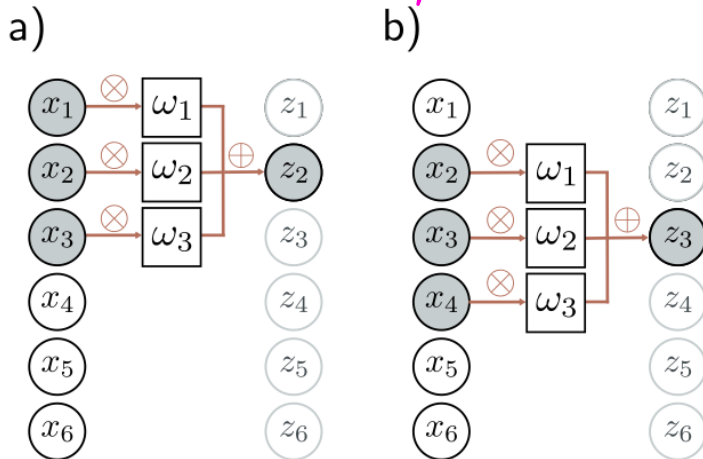 a) b)
x₁ ⊗ ω₁ z₁ x₁ z₁
x₂ ⊗ ω₂ ⊕ z₂ x₂ ⊗ ω₁ z₂
x₃ ⊗ ω₃ z₃ x₃ ⊗ ω₂ ⊕ z₃
x₄ z₄ x₄ ⊗ ω₃ z₄
x₅ z₅ x₅ z₅
x₆ z₆ x₆ z₆